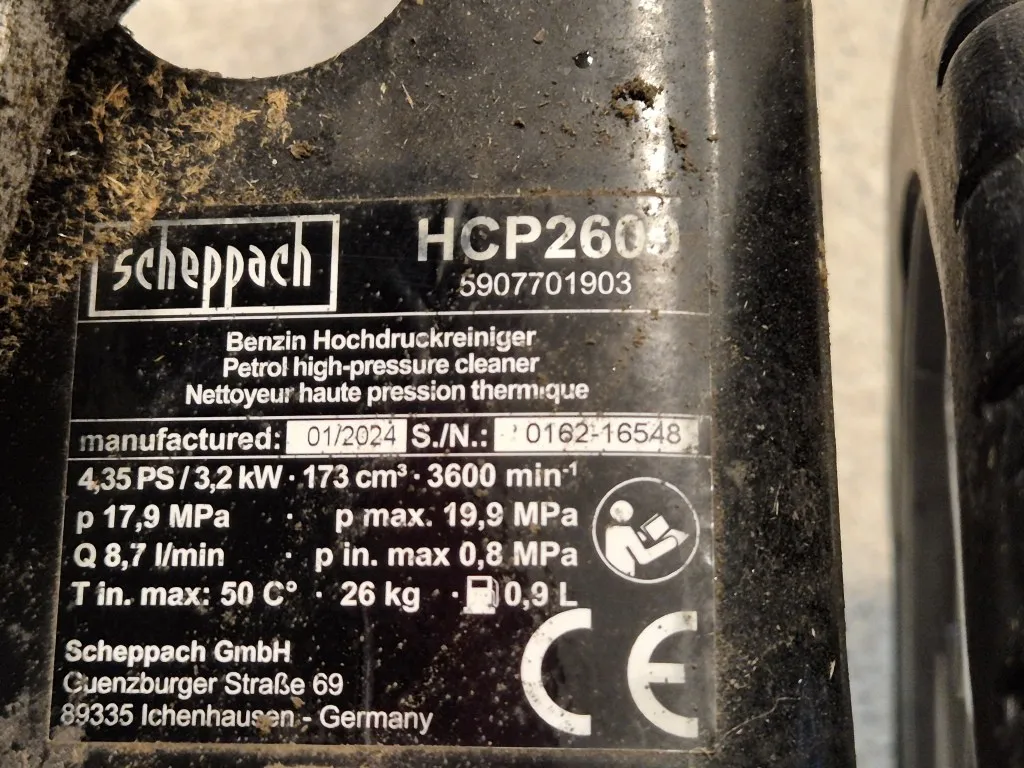 scheppach
HCP2600
5907701903
Benzin Hochdruckreiniger
Petrol high-pressure cleaner
Nettoyeur haute pression thermique
manufactured: 01/2024 S./N.: 0162-16548
4,35 PS / 3,2 kW · 173 cm³ · 3600 min⁻¹
p 17,9 MPa · p max. 19,9 MPa
Q 8,7 l/min · p in. max 0,8 MPa
T in. max: 50 C° · 26 kg · 0,9 L
Scheppach GmbH
Guenzburger Straße 69
89335 Ichenhausen - Germany
CE